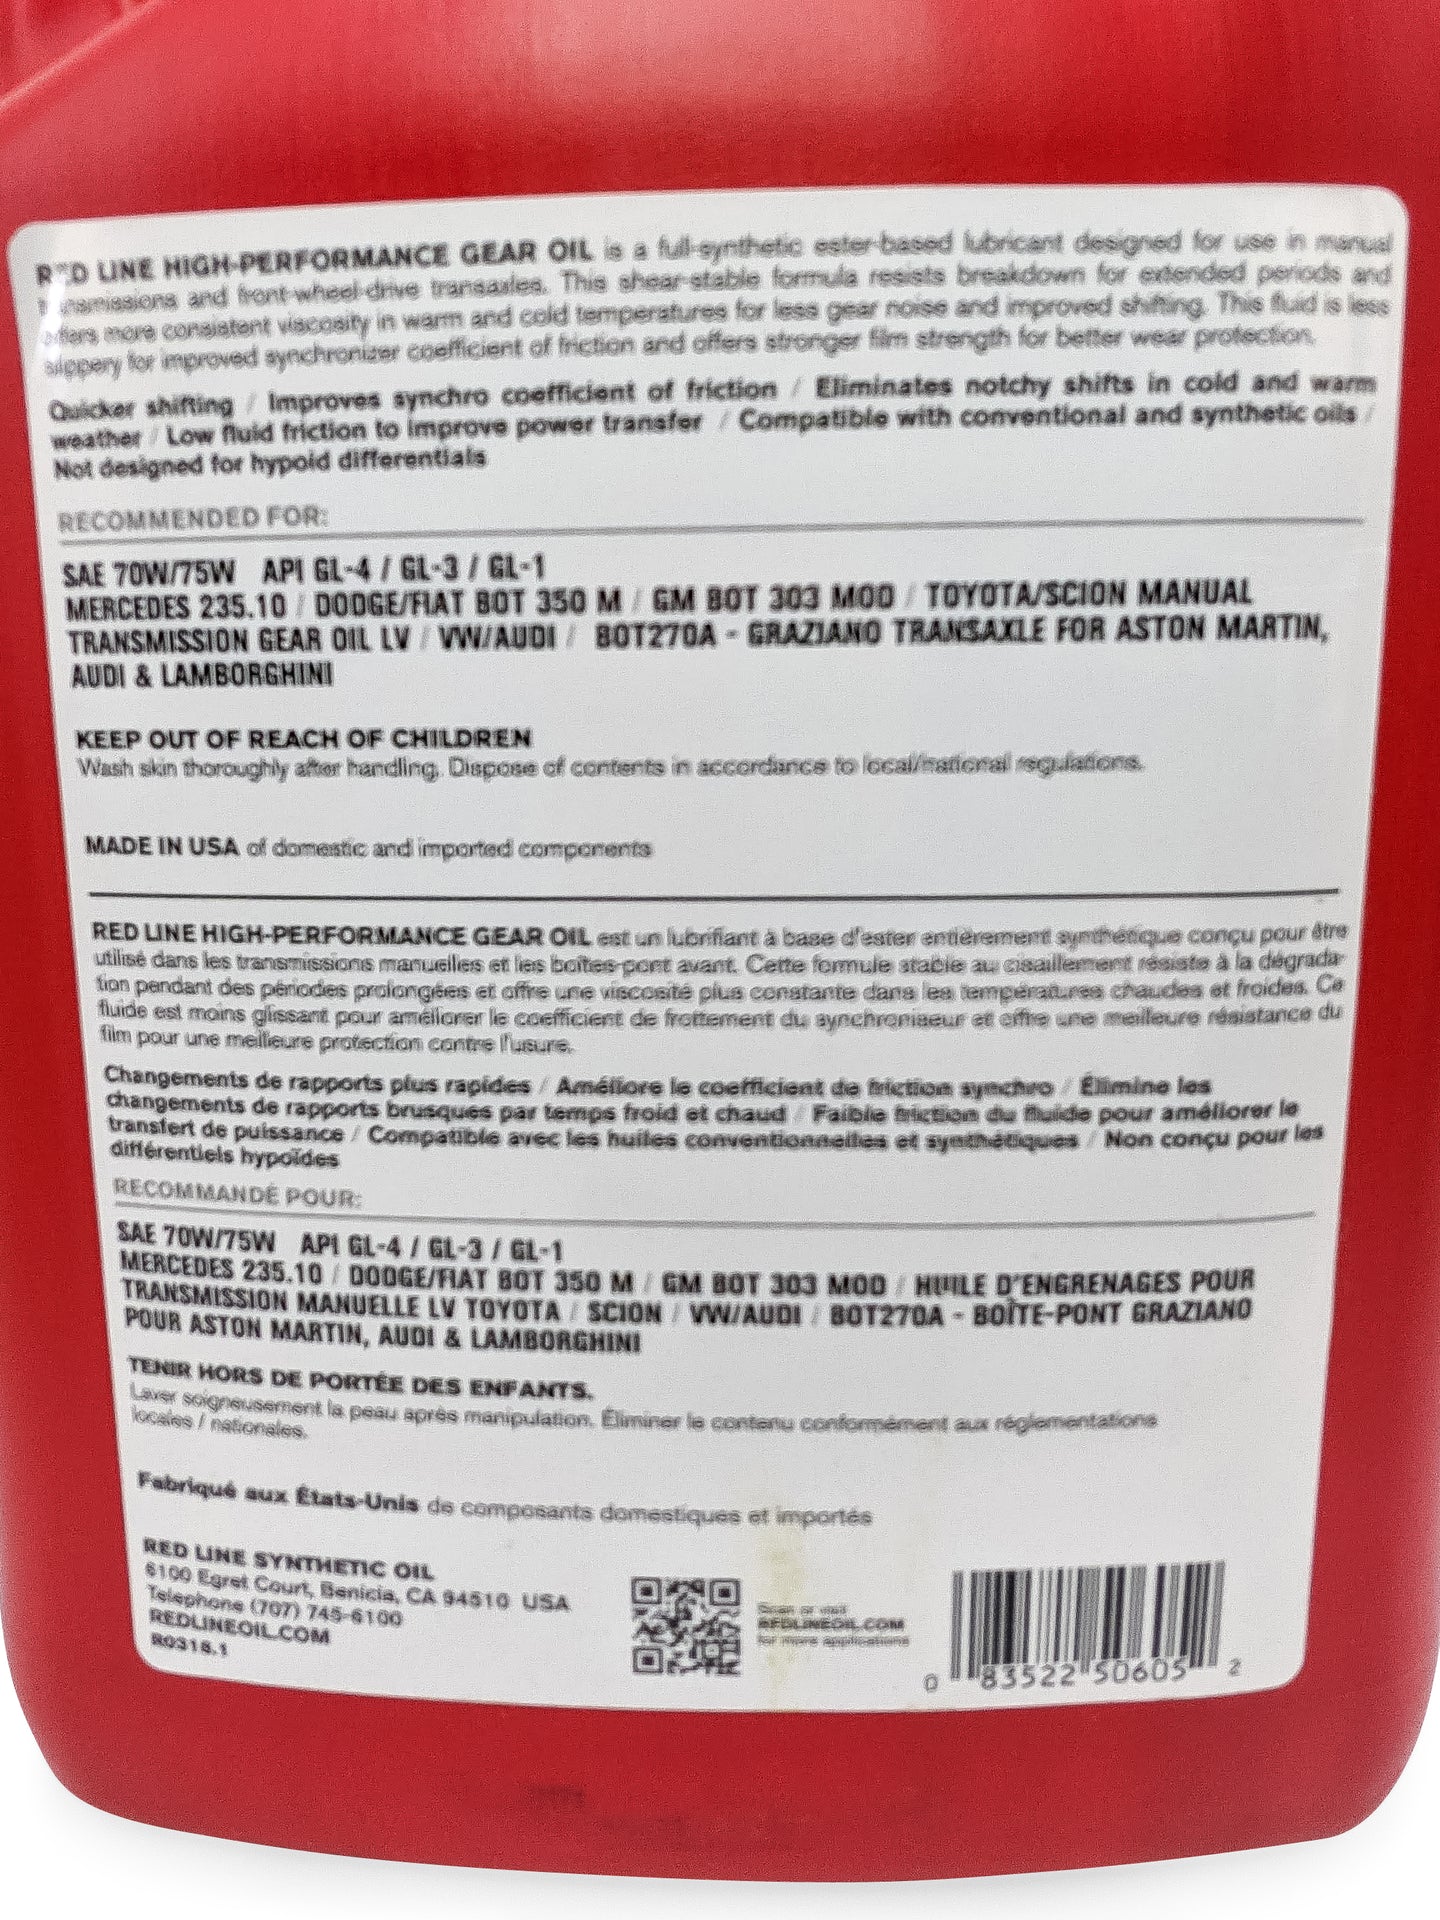 RED LINE HIGH-PERFORMANCE GEAR OIL is a full-synthetic ester-based lubricant designed for use in manual
transmissions and front-wheel-drive transaxles. This shear-stable formula resists breakdown for extended periods and
offers more consistent viscosity in warm and cold temperatures for less gear noise and improved shifting. This fluid is less
slippery for improved synchronizer coefficient of friction and offers stronger film strength for better wear protection.
Quicker shifting / Improves synchro coefficient of friction / Eliminates notchy shifts in cold and warm
weather / Low fluid friction to improve power transfer / Compatible with conventional and synthetic oils /
Not designed for hypoid differentials
RECOMMENDED FOR:
SAE 70W/75W API GL-4 / GL-3 / GL-1
MERCEDES 235.10 / DODGE/FIAT BOT 350 M / GM BOT 303 MOD / TOYOTA/SCION MANUAL
TRANSMISSION GEAR OIL LV / VW/AUDI / BOT270A - GRAZIANO TRANSAXLE FOR ASTON MARTIN,
AUDI & LAMBORGHINI
KEEP OUT OF REACH OF CHILDREN
Wash skin thoroughly after handling. Dispose of contents in accordance to local/national regulations.
MADE IN USA of domestic and imported components
RED LINE HIGH-PERFORMANCE GEAR OIL est un lubrifiant à base d'ester entièrement synthétique conçu pour être
utilisé dans les transmissions manuelles et les boîtes-pont avant. Cette formule stable au cisaillement résiste à la dégrada-
tion pendant des périodes prolongées et offre une viscosité plus constante dans les températures chaudes et froides. Ce
fluide est moins glissant pour améliorer le coefficient de frottement du synchroniseur et offre une meilleure résistance du
film pour une meilleure protection contre l'usure.
Changements de rapports plus rapides / Améliore le coefficient de friction synchro / Élimine les
changements de rapports brusques par temps froid et chaud / Faible friction du fluide pour améliorer le
transfert de puissance / Compatible avec les huiles conventionnelles et synthétiques / Non conçu pour les
différentiels hypoïdes
RECOMMANDÉ POUR:
SAE 70W/75W API GL-4 / GL-3 / GL-1
MERCEDES 235.10 / DODGE/FIAT BOT 350 M / GM BOT 303 MOD / HUILE D'ENGRENAGES POUR
TRANSMISSION MANUELLE LV TOYOTA / SCION / VW/AUDI / BOT270A - BOÎTE-PONT GRAZIANO
POUR ASTON MARTIN, AUDI & LAMBORGHINI
TENIR HORS DE PORTÉE DES ENFANTS.
Laver soigneusement la peau après manipulation. Éliminer le contenu conformément aux réglementations
locales / nationales.
Fabriqué aux États-Unis de composants domestiques et importés
RED LINE SYNTHETIC OIL
6100 Egret Court, Benicia, CA 94510 USA
Telephone (707) 745-6100
REDLINEOIL.COM
R0318.1
Scan or visit
REDLINEOIL.COM
for more applications
0 83522 50605 2